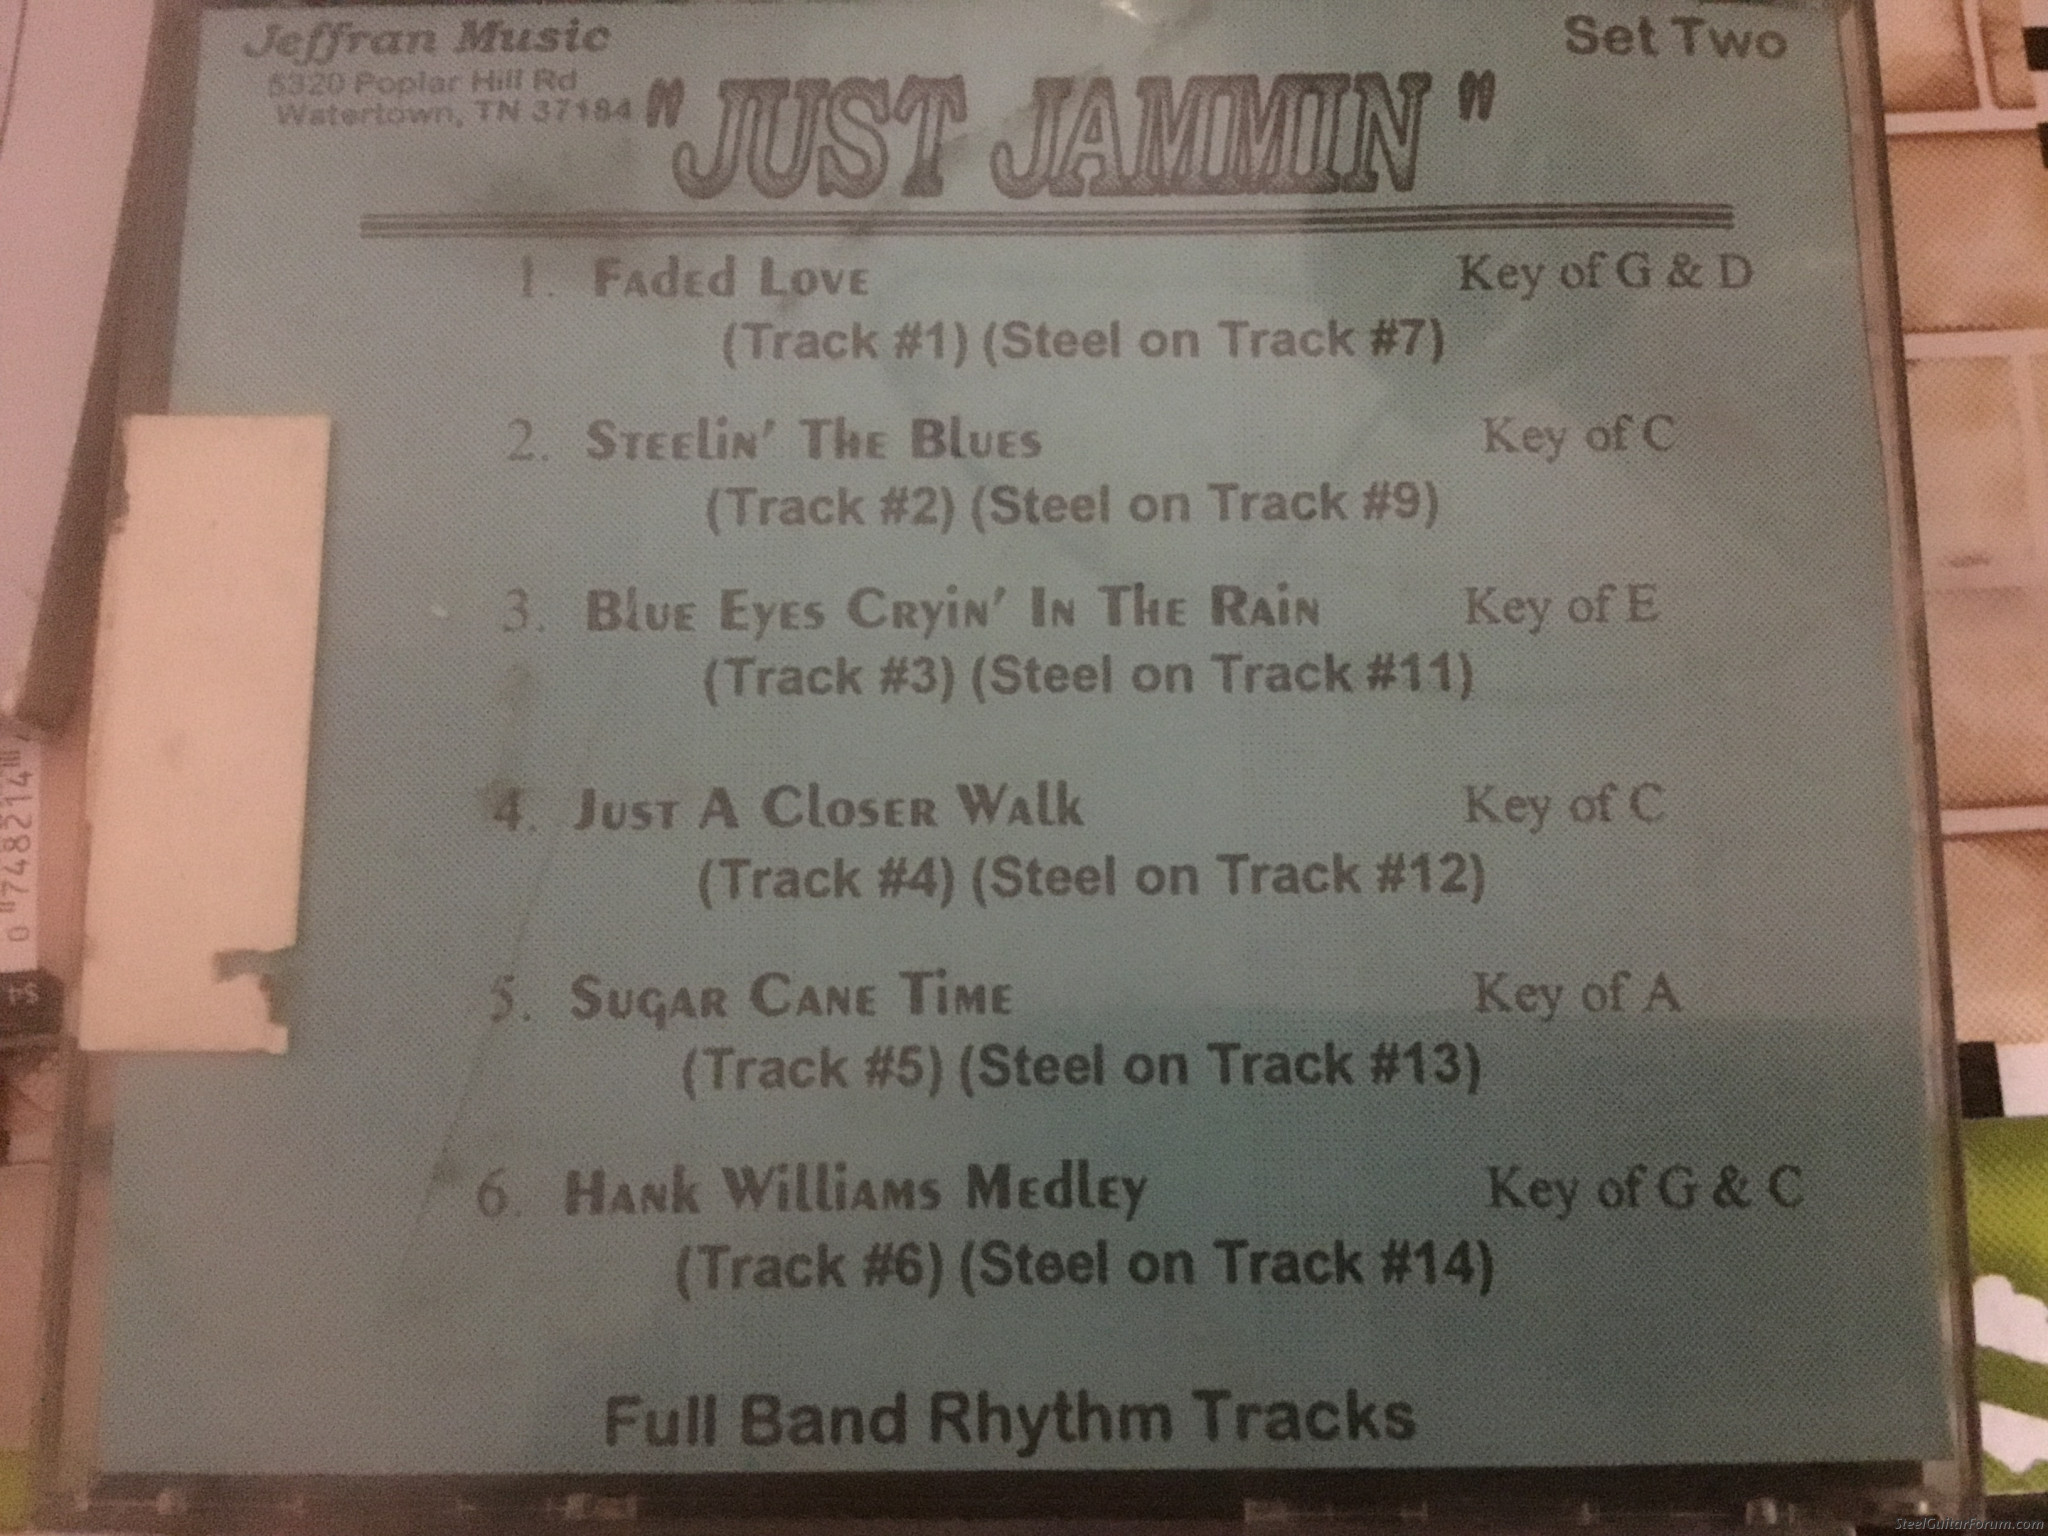 Jeffran Music
5320 Poplar Hill Rd
Watertown, TN 37184
Set Two
"JUST JAMMIN"
1. Faded Love Key of G & D
(Track #1) (Steel on Track #7)
2. Steelin' The Blues Key of C
(Track #2) (Steel on Track #9)
3. Blue Eyes Cryin' In The Rain Key of E
(Track #3) (Steel on Track #11)
4. Just A Closer Walk Key of C
(Track #4) (Steel on Track #12)
5. Sugar Cane Time Key of A
(Track #5) (Steel on Track #13)
6. Hank Williams Medley Key of G & C
(Track #6) (Steel on Track #14)
Full Band Rhythm Tracks
0 748214
SteelGuitarForum.com